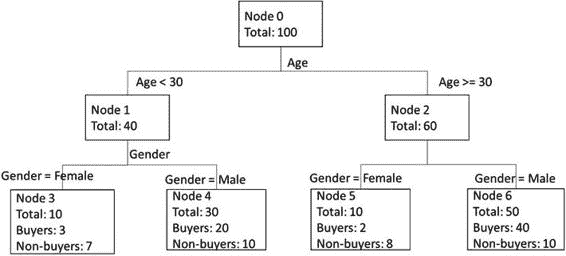 Node 0
Total: 100
Age
Age < 30
Age >= 30
Node 1
Total: 40
Node 2
Total: 60
Gender
Gender = Female
Gender = Male
Gender = Female
Gender = Male
Node 3
Total: 10
Buyers: 3
Non-buyers: 7
Node 4
Total: 30
Buyers: 20
Non-buyers: 10
Node 5
Total: 10
Buyers: 2
Non-buyers: 8
Node 6
Total: 50
Buyers: 40
Non-buyers: 10